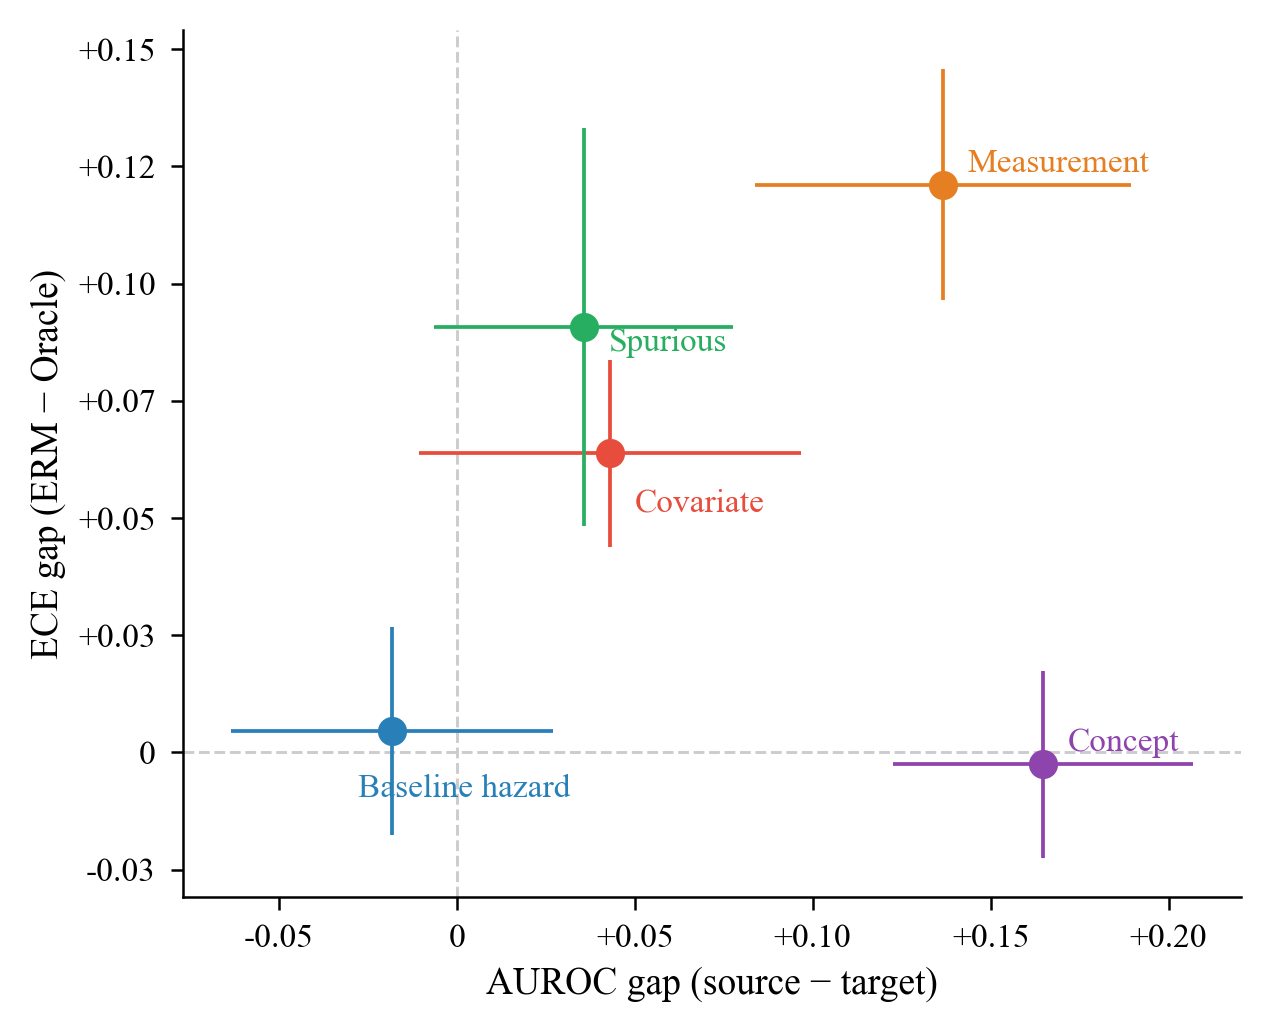 +0.15
+0.12
+0.10
+0.07
+0.05
+0.03
0
-0.03
ECE gap (ERM − Oracle)
Measurement
Spurious
Covariate
Concept
Baseline hazard
-0.05
0
+0.05
+0.10
+0.15
+0.20
AUROC gap (source − target)